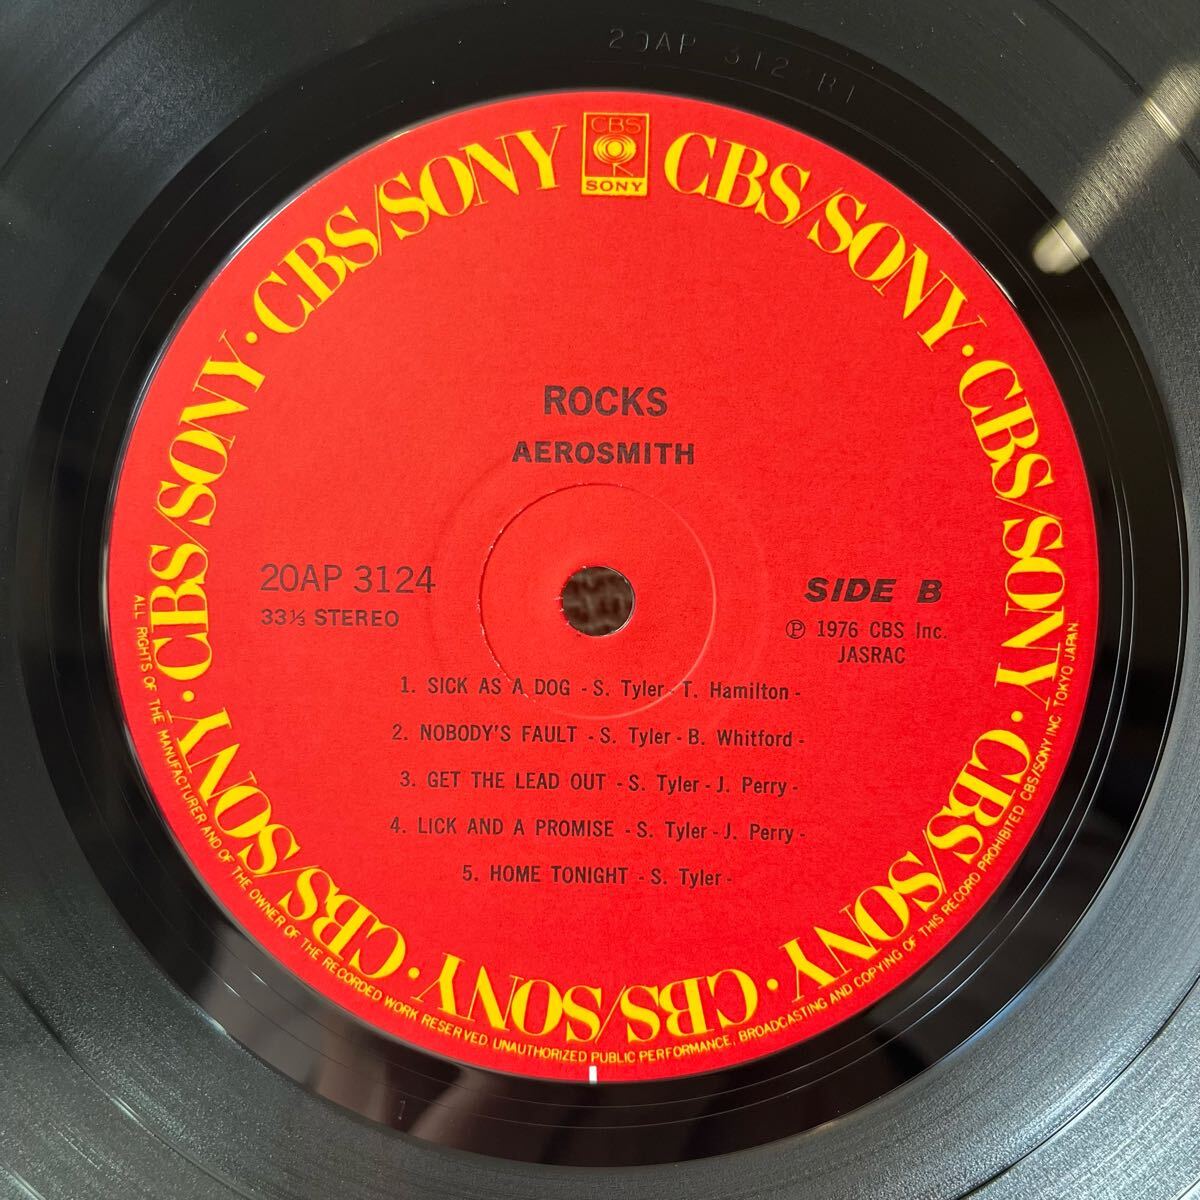 20AP 312 B1
CBS
SONY
CBS/SONY · CBS/SONY · CBS/SONY · CBS/SONY · CBS/SONY · CBS/SONY · CBS/SONY · CBS/SONY
ROCKS
AEROSMITH
20AP 3124
33⅓ STEREO
SIDE B
Ⓟ 1976 CBS Inc.
JASRAC
1. SICK AS A DOG - S. Tyler - T. Hamilton -
2. NOBODY'S FAULT - S. Tyler - B. Whitford -
3. GET THE LEAD OUT - S. Tyler - J. Perry -
4. LICK AND A PROMISE - S. Tyler - J. Perry -
5. HOME TONIGHT - S. Tyler -
ALL RIGHTS OF THE MANUFACTURER AND OF THE OWNER OF THE RECORDED WORK RESERVED. UNAUTHORIZED PUBLIC PERFORMANCE, BROADCASTING AND COPYING OF THIS RECORD PROHIBITED CBS/SONY INC. TOKYO JAPAN.
1